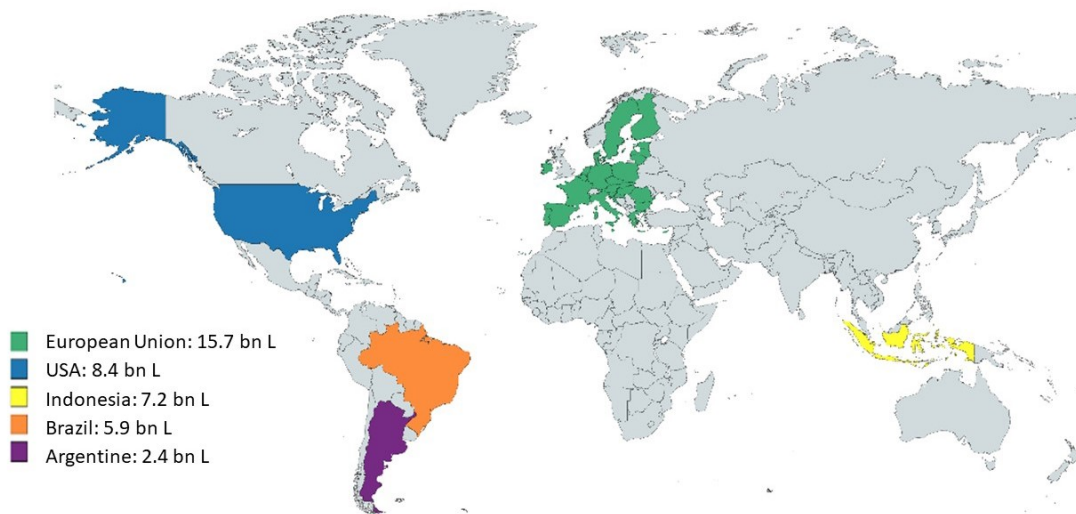 European Union: 15.7 bn L
USA: 8.4 bn L
Indonesia: 7.2 bn L
Brazil: 5.9 bn L
Argentine: 2.4 bn L